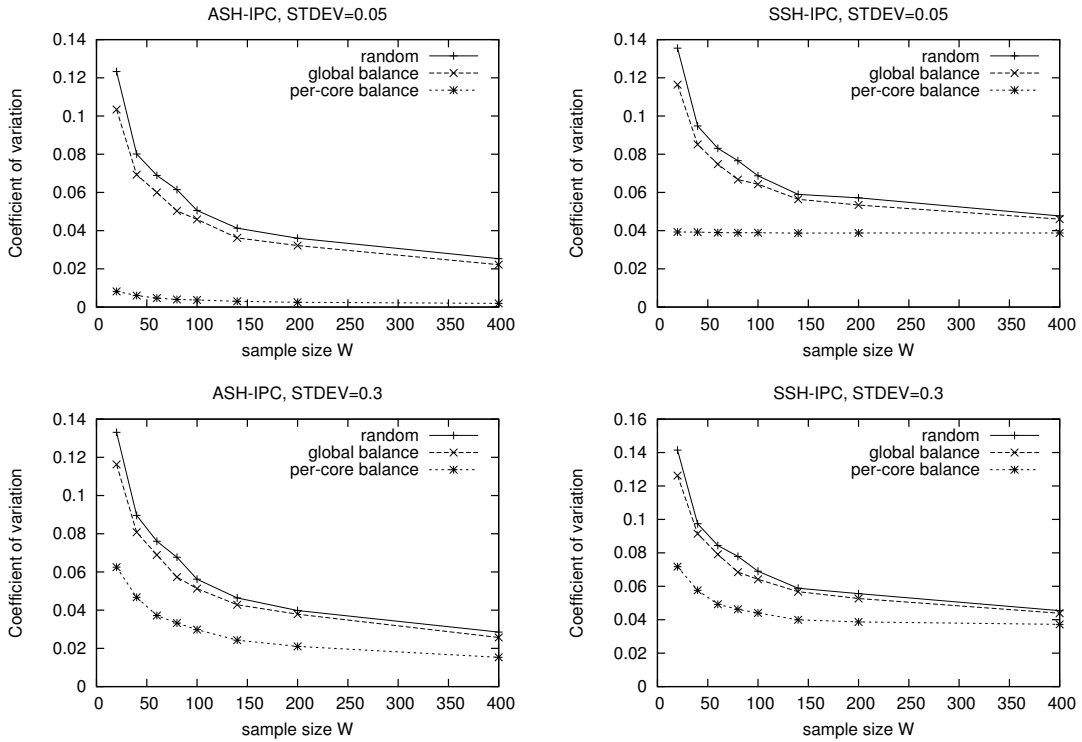 ASH-IPC, STDEV=0.05
0.14
0.12
0.1
0.08
0.06
0.04
0.02
0
Coefficient of variation
random
global balance
per-core balance
0 50 100 150 200 250 300 350 400
sample size W
SSH-IPC, STDEV=0.05
0.14
0.12
0.1
0.08
0.06
0.04
0.02
0
Coefficient of variation
random
global balance
per-core balance
0 50 100 150 200 250 300 350 400
sample size W
ASH-IPC, STDEV=0.3
0.14
0.12
0.1
0.08
0.06
0.04
0.02
0
Coefficient of variation
random
global balance
per-core balance
0 50 100 150 200 250 300 350 400
sample size W
SSH-IPC, STDEV=0.3
0.16
0.14
0.12
0.1
0.08
0.06
0.04
0.02
0
Coefficient of variation
random
global balance
per-core balance
0 50 100 150 200 250 300 350 400
sample size W